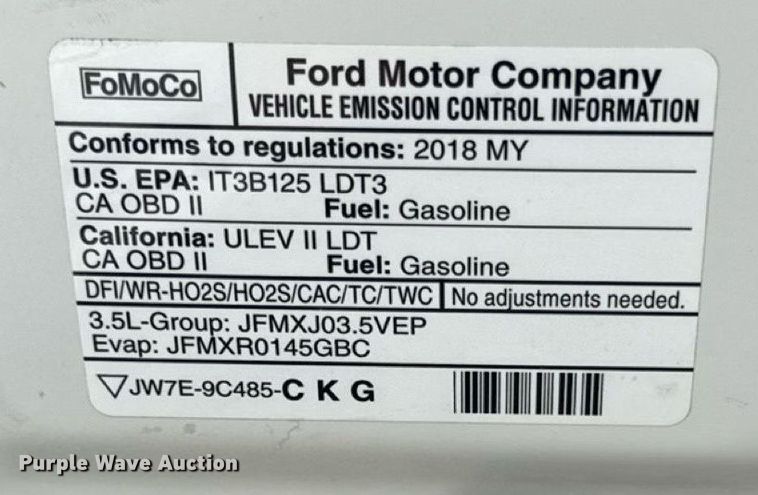 FoMoCo
Ford Motor Company
VEHICLE EMISSION CONTROL INFORMATION
Conforms to regulations: 2018 MY
U.S. EPA: IT3B125 LDT3
CA OBD II Fuel: Gasoline
California: ULEV II LDT
CA OBD II Fuel: Gasoline
DFI/WR-HO2S/HO2S/CAC/TC/TWC No adjustments needed.
3.5L-Group: JFMXJ03.5VEP
Evap: JFMXR0145GBC
JW7E-9C485-C K G
Purple Wave Auction